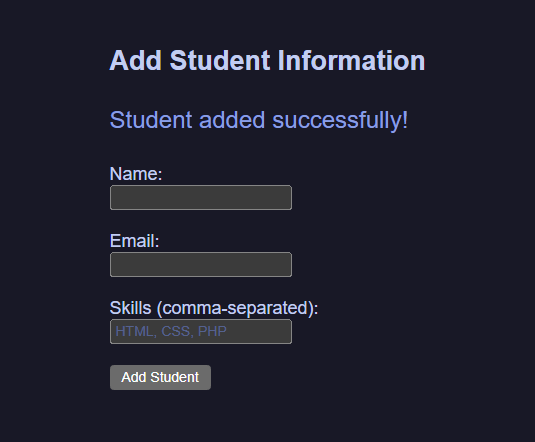 Add Student Information
Student added successfully!
Name:
Email:
Skills (comma-separated):
HTML, CSS, PHP
Add Student